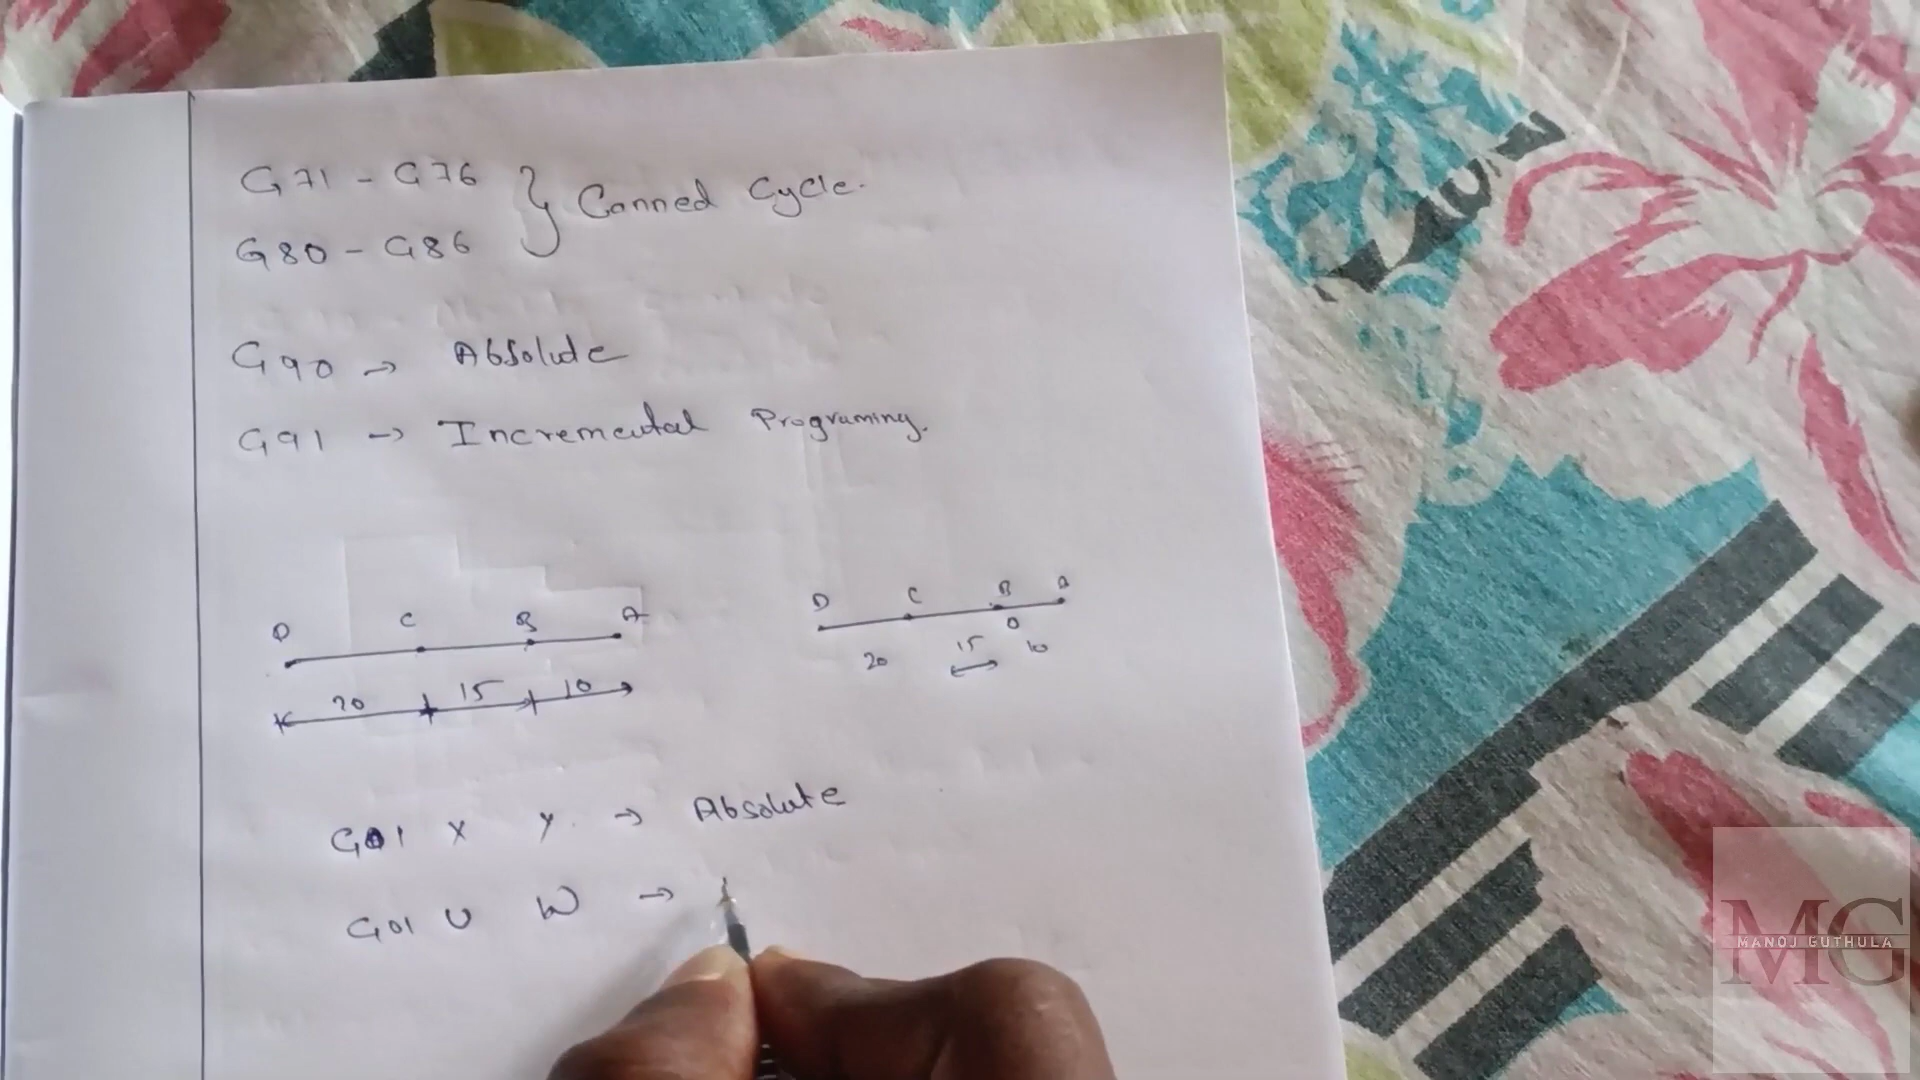 G71 - G76 } Canned Cycle.
G80 - G86
G90 → Absolute
G91 → Incremental Programing.
D C B A
20 15 10
D C B A
0
20 15 10
G01 X Y. → Absolute
G01 U W →
MG
MANOJ GUTHULA